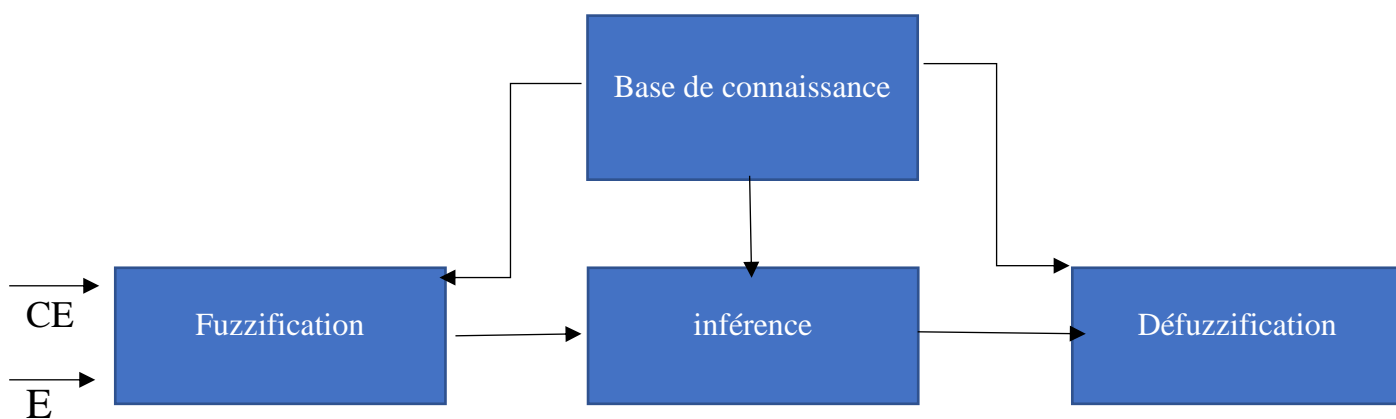 Base de connaissance
CE
E
Fuzzification
inférence
Défuzzification